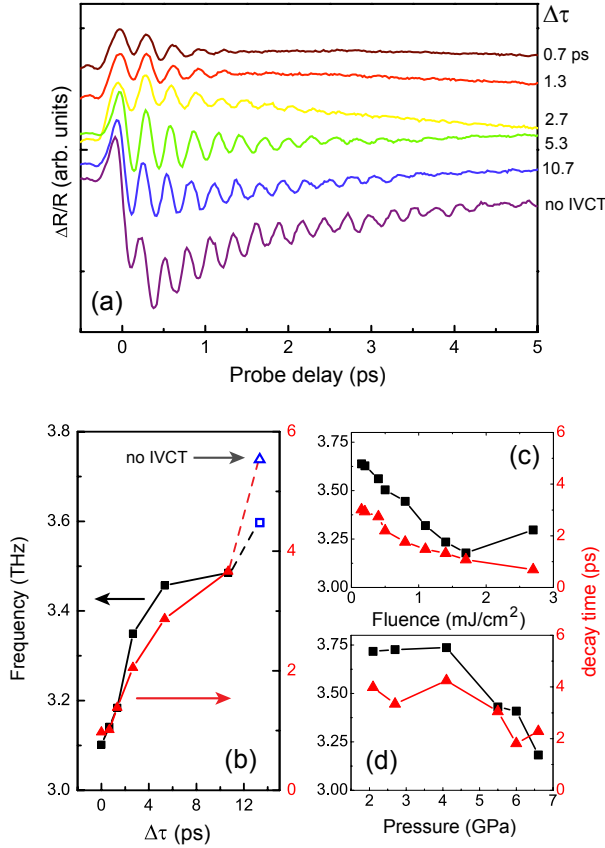 Δτ
0.7 ps
1.3
2.7
5.3
10.7
no IVCT
ΔR/R (arb. units)
(a)
0 1 2 3 4 5
Probe delay (ps)
3.8
3.6
3.4
3.2
3.0
Frequency (THz)
no IVCT
6
4
2
0
(b)
0 4 8 12
Δτ (ps)
3.75
3.50
3.25
3.00
(c)
6
4
2
0
0 1 2 3
Fluence (mJ/cm²)
decay time (ps)
3.75
3.50
3.25
3.00
(d)
6
4
2
0
2 3 4 5 6 7
Pressure (GPa)